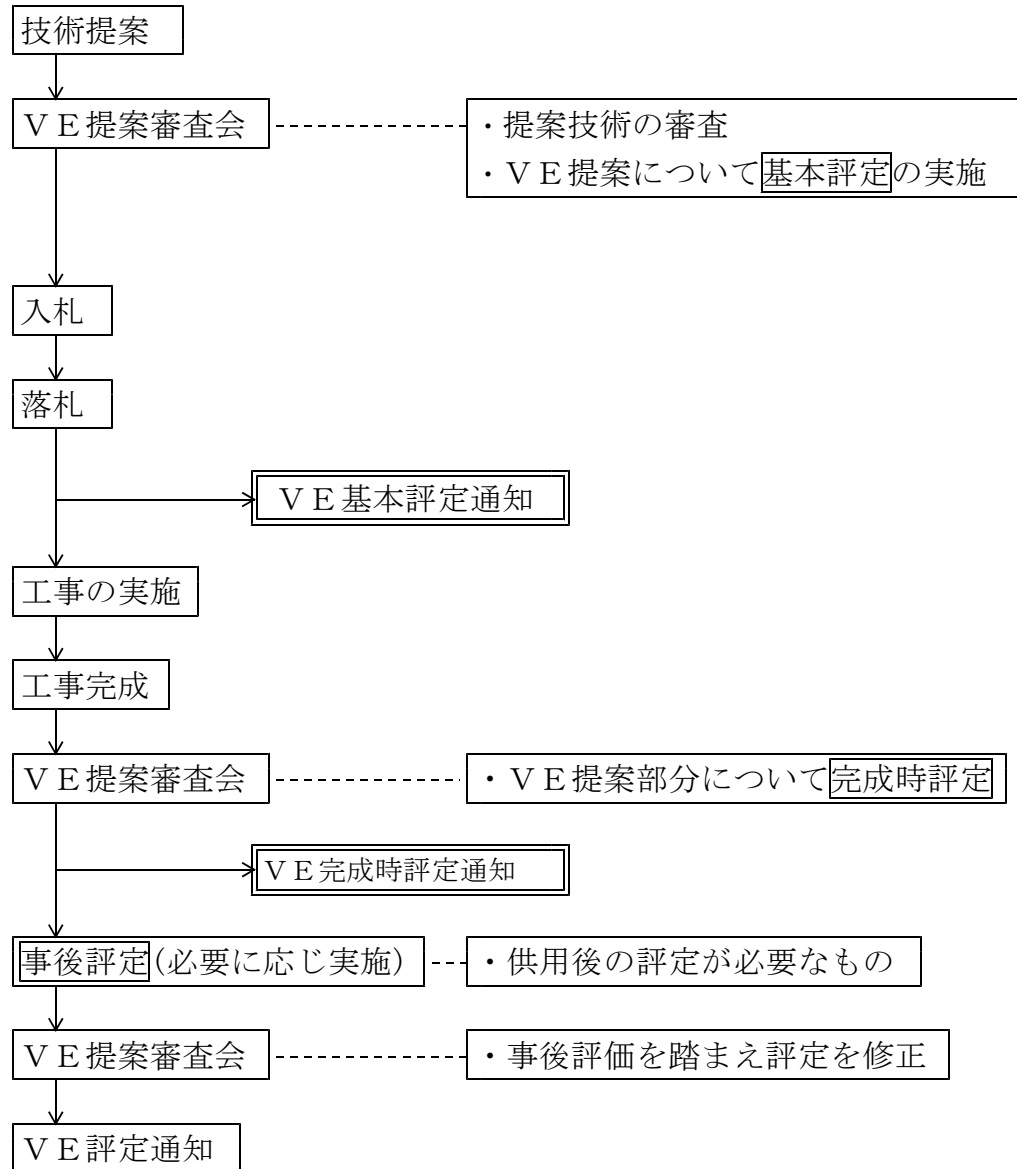 技術提案
ＶＥ提案審査会
・提案技術の審査
・ＶＥ提案について基本評定の実施
入札
落札
ＶＥ基本評定通知
工事の実施
工事完成
ＶＥ提案審査会
・ＶＥ提案部分について完成時評定
ＶＥ完成時評定通知
事後評定(必要に応じ実施)
・供用後の評定が必要なもの
ＶＥ提案審査会
・事後評価を踏まえ評定を修正
ＶＥ評定通知